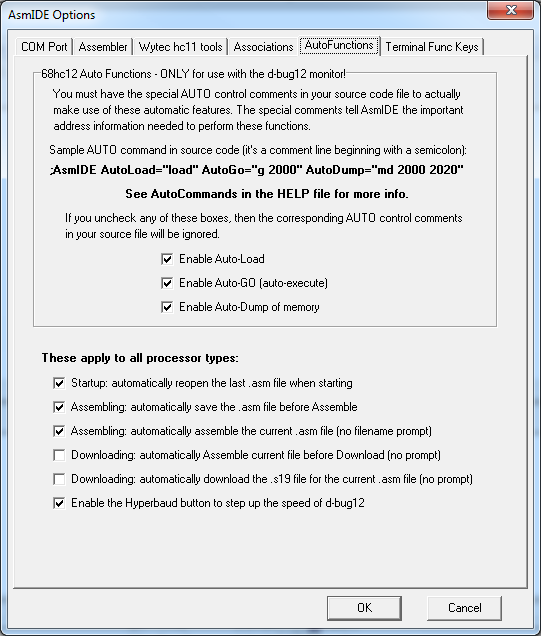 AsmIDE Options
COM Port
Assembler
Wytec hc11 tools
Associations
AutoFunctions
Terminal Func Keys
68hc12 Auto Functions - ONLY for use with the d-bug12 monitor!
You must have the special AUTO control comments in your source code file to actually
make use of these automatic features. The special comments tell AsmIDE the important
address information needed to perform these functions.
Sample AUTO command in source code (it's a comment line beginning with a semicolon):
;AsmIDE AutoLoad="load" AutoGo="g 2000" AutoDump="md 2000 2020"
See AutoCommands in the HELP file for more info.
If you uncheck any of these boxes, then the corresponding AUTO control comments
in your source file will be ignored.
Enable Auto-Load
Enable Auto-GO (auto-execute)
Enable Auto-Dump of memory
These apply to all processor types:
Startup: automatically reopen the last .asm file when starting
Assembling: automatically save the .asm file before Assemble
Assembling: automatically assemble the current .asm file (no filename prompt)
Downloading: automatically Assemble current file before Download (no prompt)
Downloading: automatically download the .s19 file for the current .asm file (no prompt)
Enable the Hyperbaud button to step up the speed of d-bug12
OK
Cancel